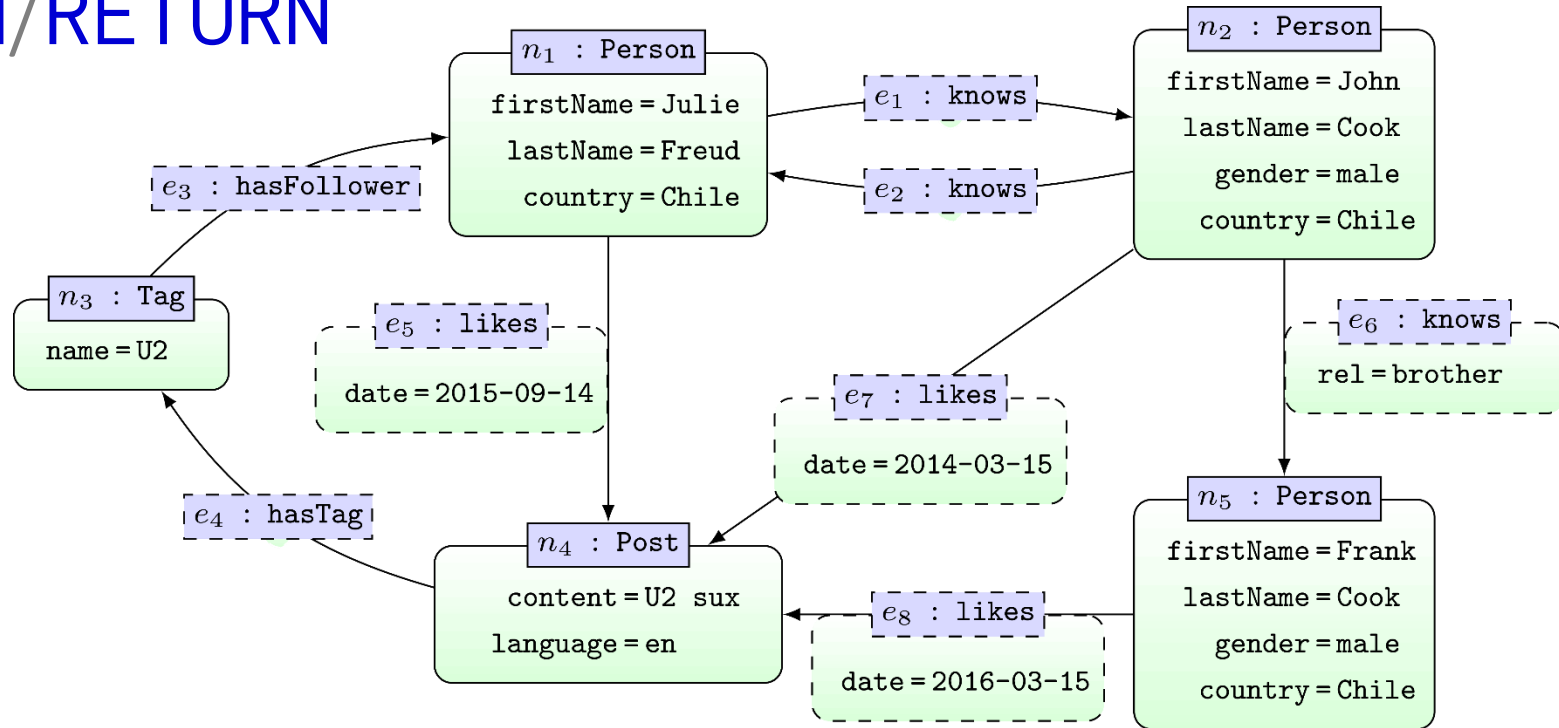 /RETURN
n1 : Person
firstName = Julie
lastName = Freud
country = Chile
e1 : knows
e2 : knows
n2 : Person
firstName = John
lastName = Cook
gender = male
country = Chile
e3 : hasFollower
n3 : Tag
name = U2
e5 : likes
date = 2015-09-14
e7 : likes
date = 2014-03-15
e6 : knows
rel = brother
e4 : hasTag
n4 : Post
content = U2 sux
language = en
e8 : likes
date = 2016-03-15
n5 : Person
firstName = Frank
lastName = Cook
gender = male
country = Chile